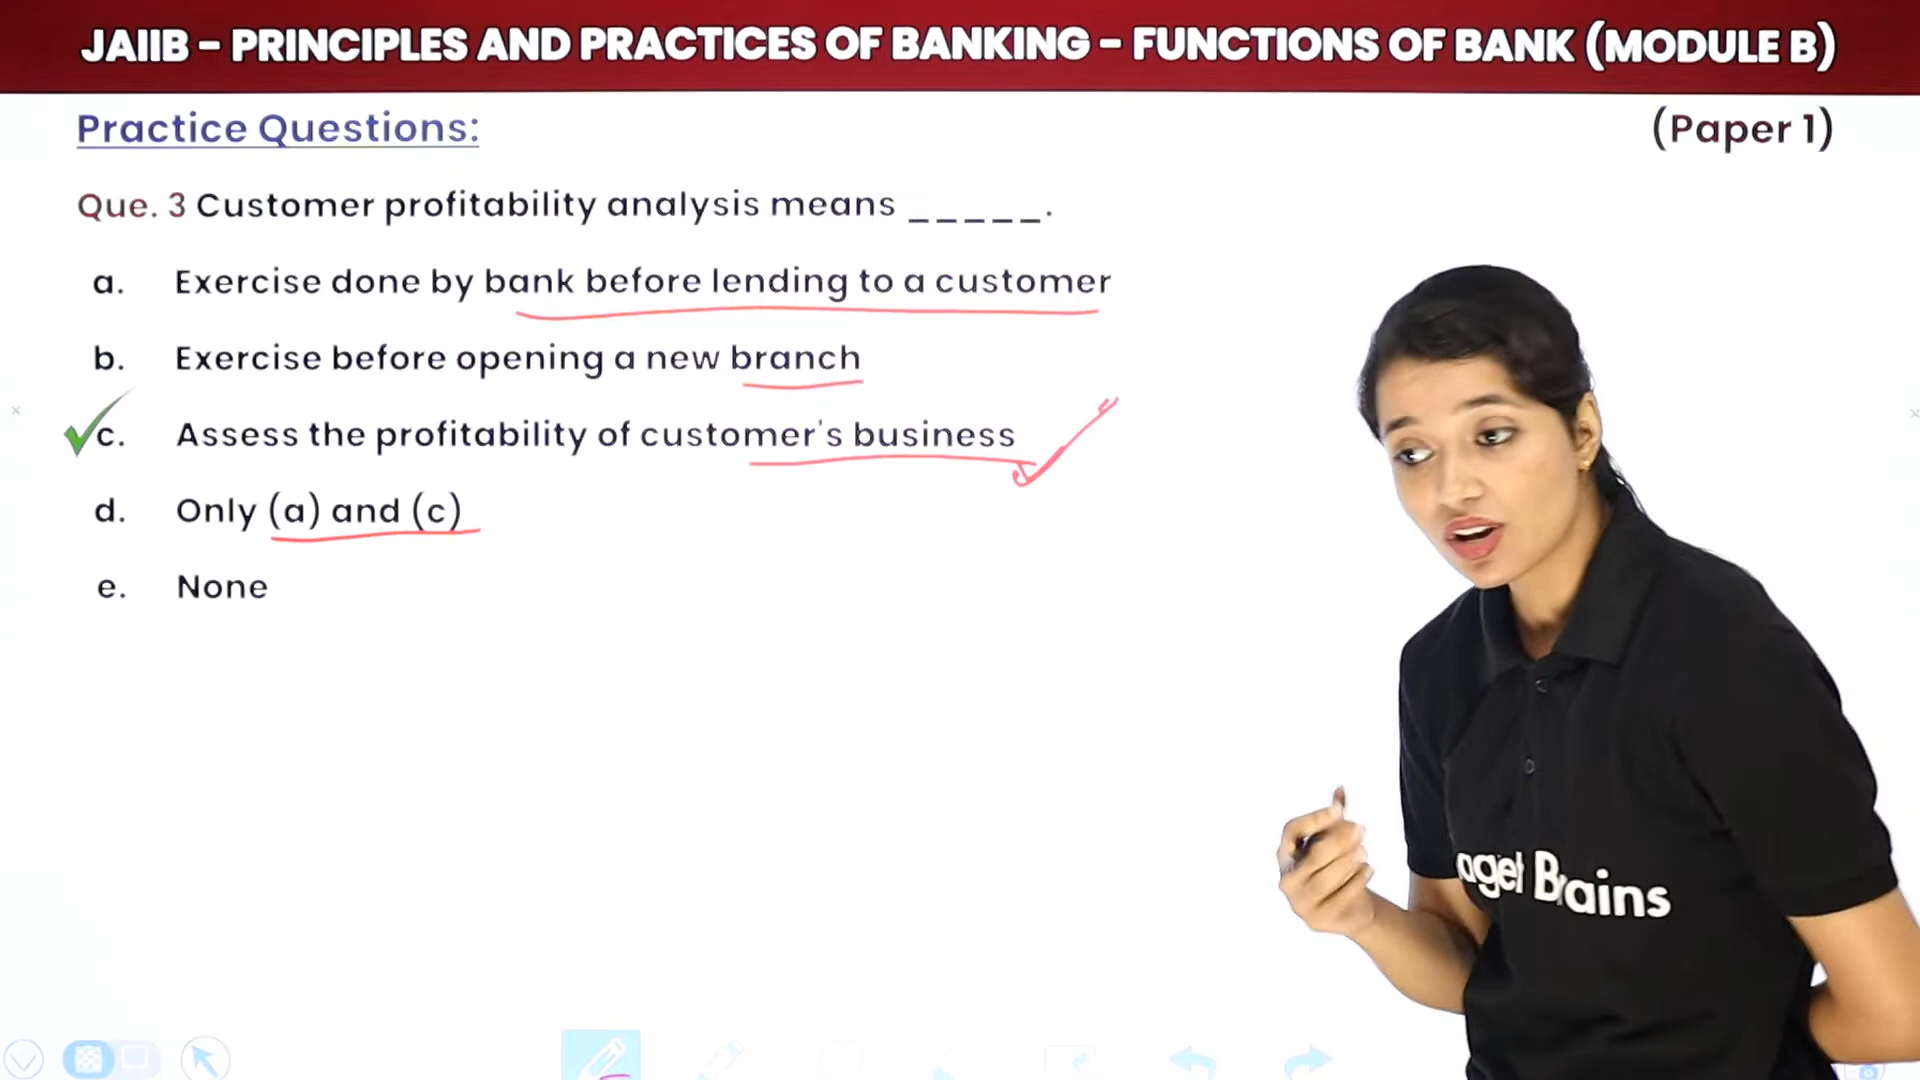 JAIIB – PRINCIPLES AND PRACTICES OF BANKING – FUNCTIONS OF BANK (MODULE B)
Practice Questions:
(Paper 1)
Que. 3 Customer profitability analysis means _ _ _ _ _.
a. Exercise done by bank before lending to a customer
b. Exercise before opening a new branch
c. Assess the profitability of customer's business
d. Only (a) and (c)
e. None
aget Brains